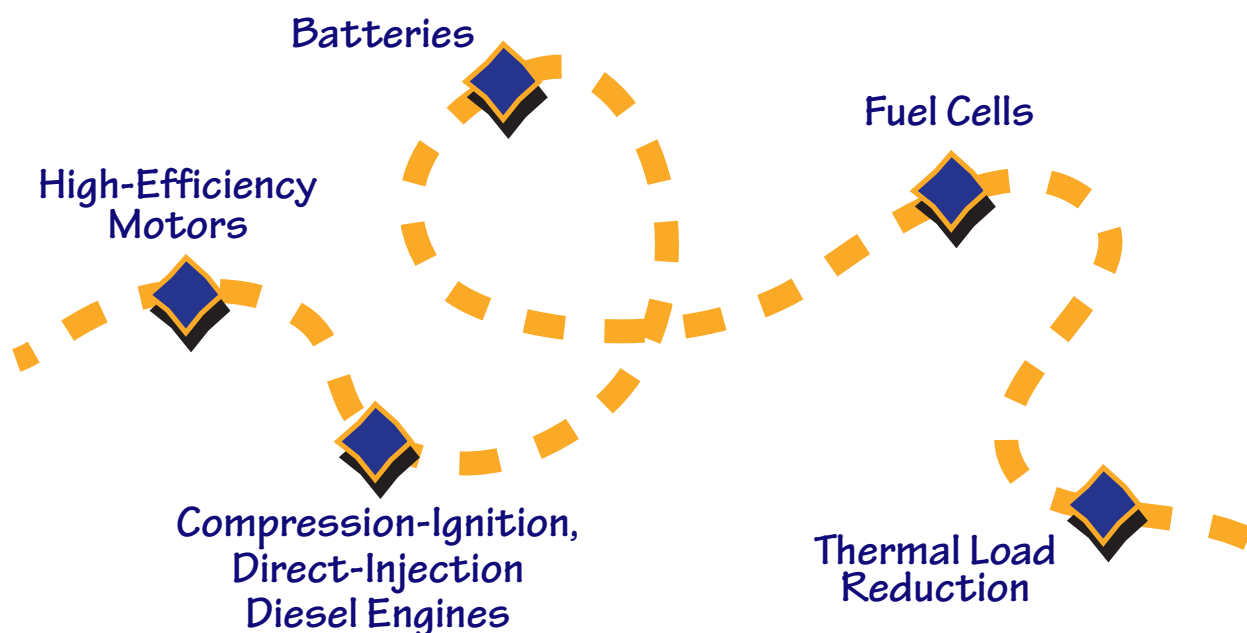 Batteries
Fuel Cells
High-Efficiency
Motors
Compression-Ignition,
Direct-Injection
Diesel Engines
Thermal Load
Reduction